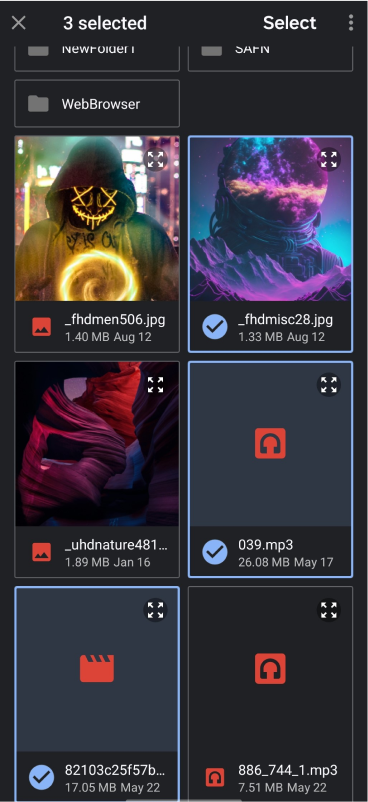 3 selected
Select
NewFolder1
SAFN
WebBrowser
_fhdmen506.jpg
1.40 MB Aug 12
_fhdmisc28.jpg
1.33 MB Aug 12
_uhdnature481...
1.89 MB Jan 16
039.mp3
26.08 MB May 17
82103c25f57b...
17.05 MB May 22
886_744_1.mp3
7.51 MB May 22